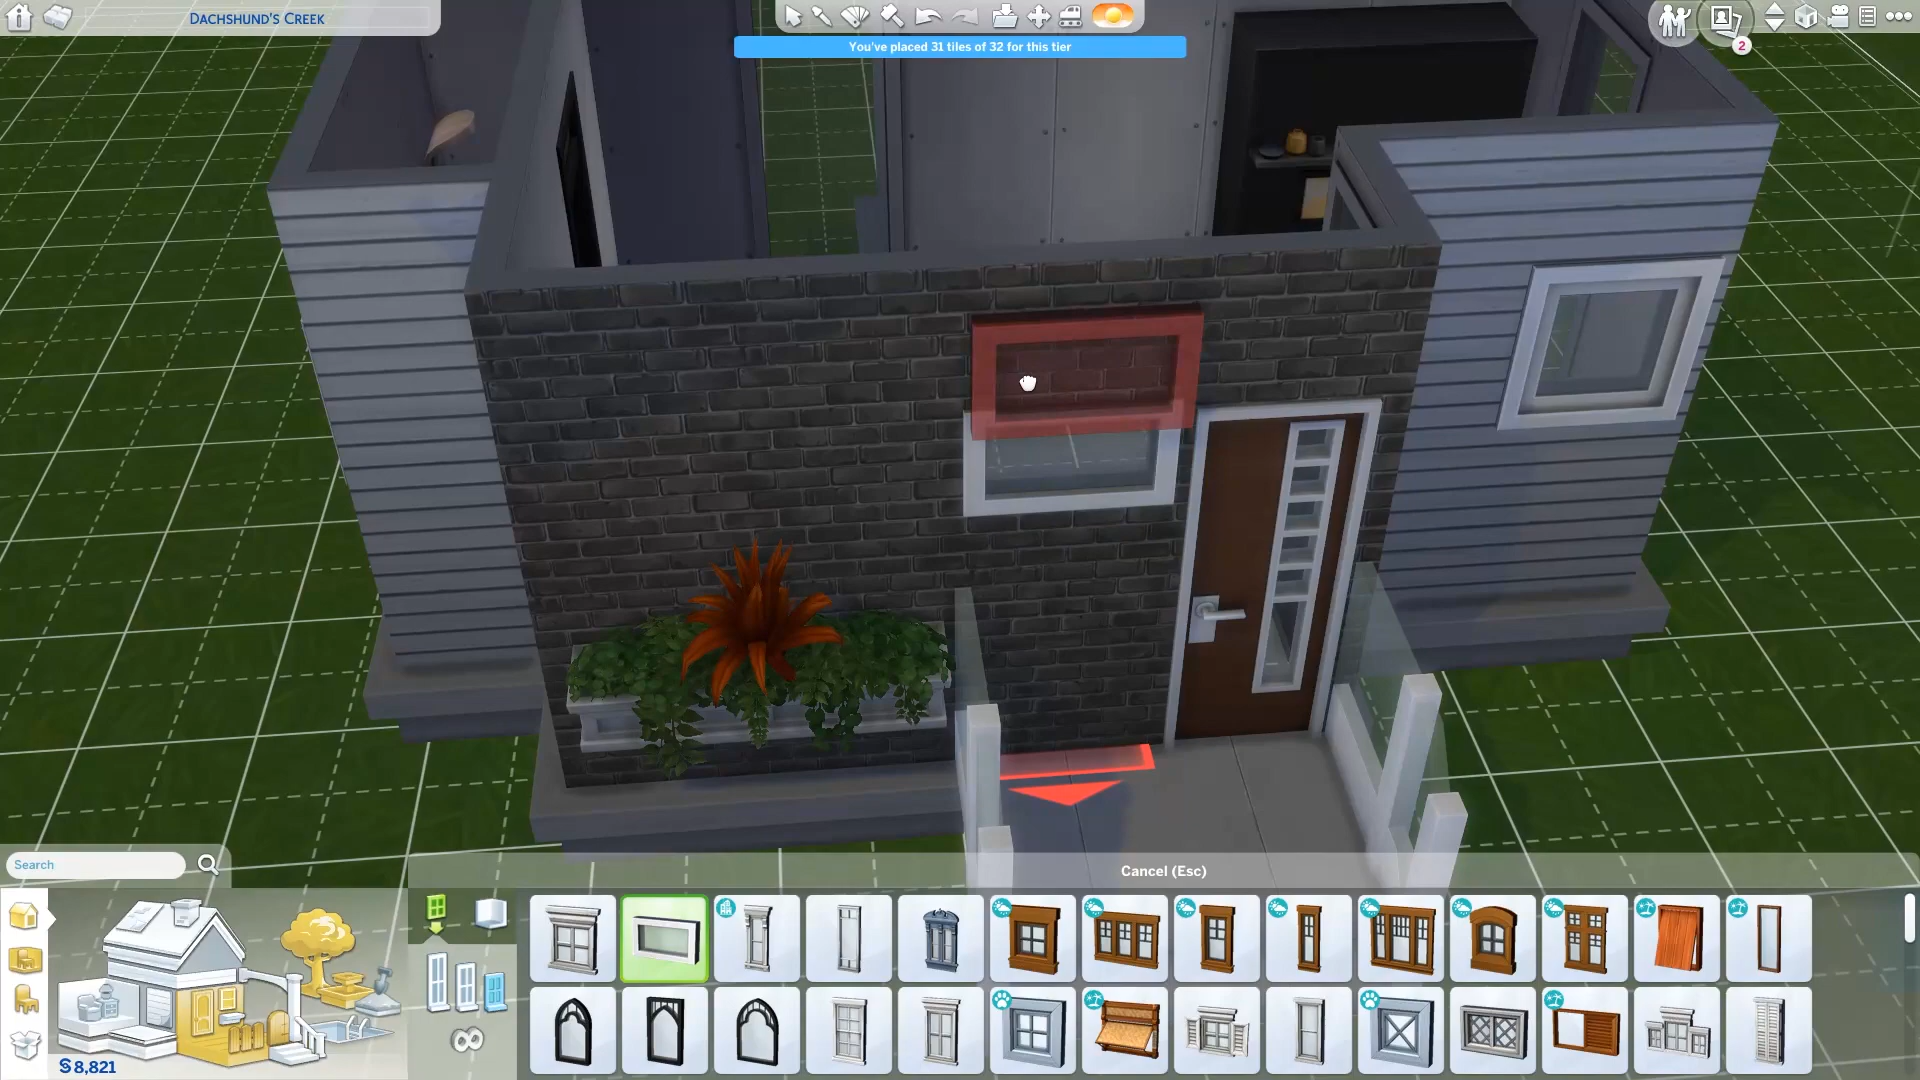 DACHSHUND'S CREEK
You've placed 31 tiles of 32 for this tier
2
Cancel (Esc)
Search
§8,821